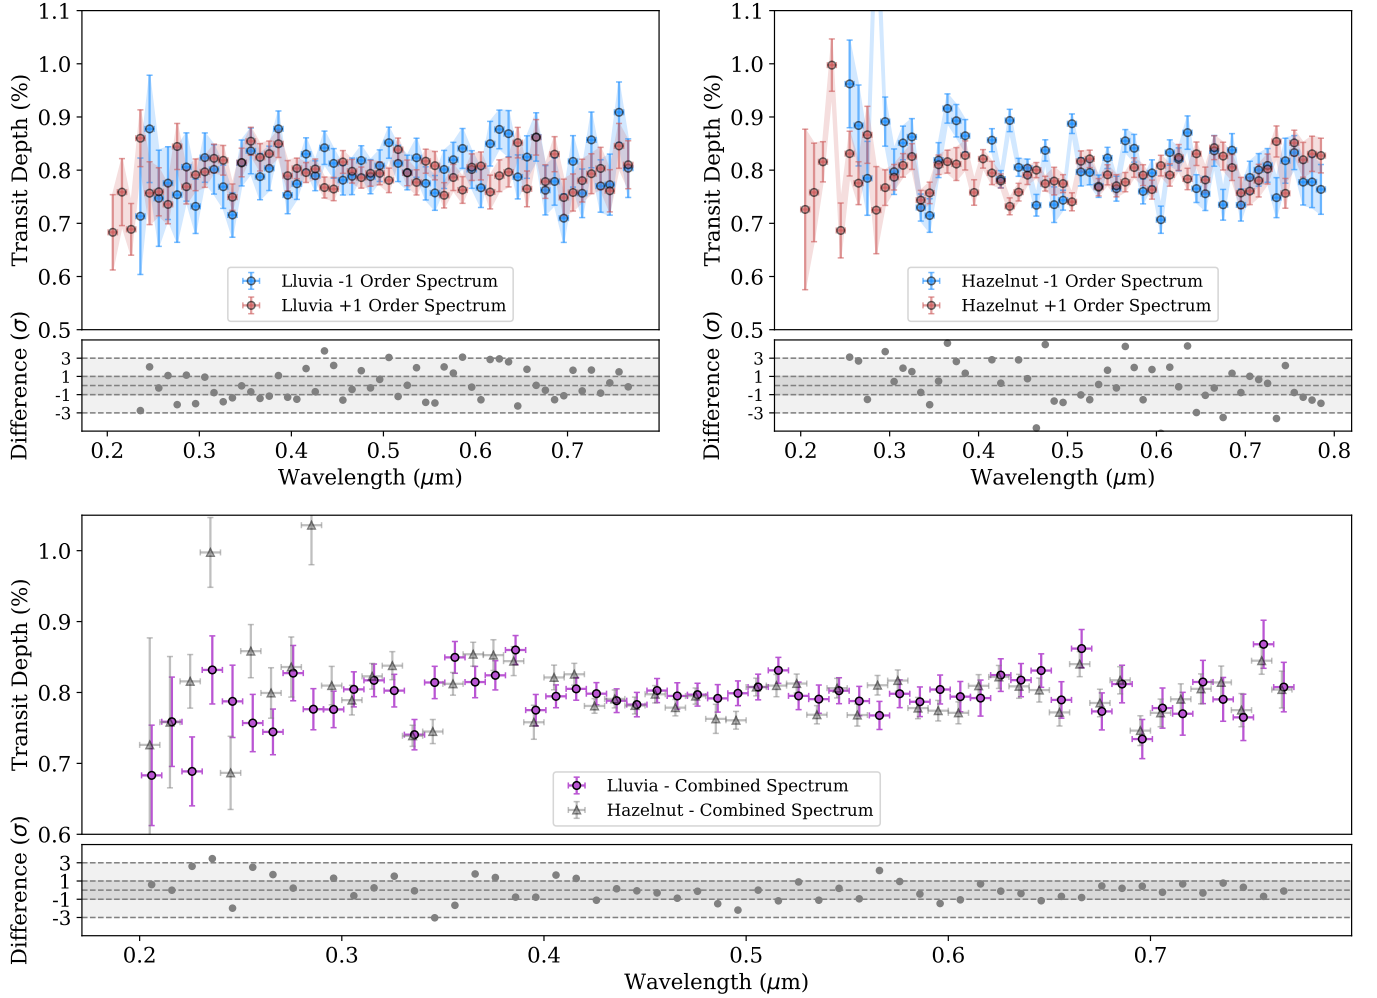 Transit Depth (%)
1.1
1.0
0.9
0.8
0.7
0.6
0.5
Lluvia -1 Order Spectrum
Lluvia +1 Order Spectrum
Difference (σ)
3
1
-1
-3
0.2 0.3 0.4 0.5 0.6 0.7
Wavelength (μm)
Transit Depth (%)
1.1
1.0
0.9
0.8
0.7
0.6
0.5
Hazelnut -1 Order Spectrum
Hazelnut +1 Order Spectrum
Difference (σ)
3
1
-1
-3
0.2 0.3 0.4 0.5 0.6 0.7 0.8
Wavelength (μm)
Transit Depth (%)
1.0
0.9
0.8
0.7
0.6
Lluvia - Combined Spectrum
Hazelnut - Combined Spectrum
Difference (σ)
3
1
-1
-3
0.2 0.3 0.4 0.5 0.6 0.7
Wavelength (μm)